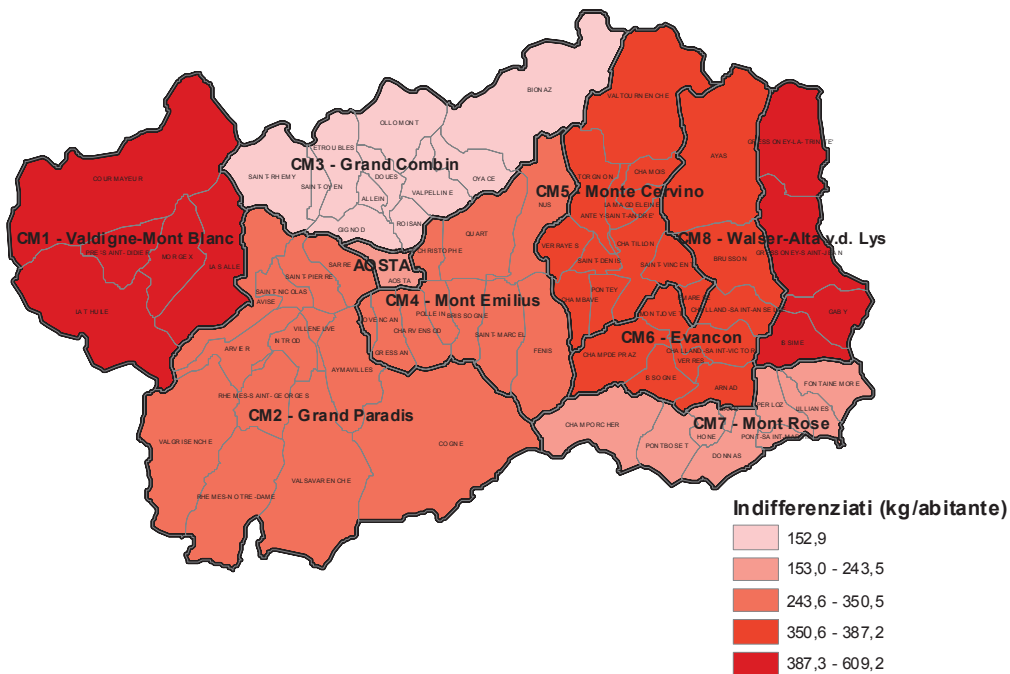 BIONAZ
VALTOURNENCHE
OLLOMONT
ETROUBLES
CM3 - Grand Combin
SAINT-RHEMY
SAINT-OYEN
DOUES
ALLEIN
VALPELLINE
OYACE
GIGNOD
ROISAN
AYAS
GRESSONEY-LA-TRINITE'
COURMAYEUR
TORGNON
CHAMOIS
CM5 - Monte Cervino
LA MAGDELEINE
NUS
ANTEY-SAINT-ANDRE'
CM1 - Valdigne-Mont Blanc
PRE-SAINT-DIDIER
MORGEX
LA SALLE
QUART
CHRISTOPHE
VERRAYES
CHATILLON
CM8 - Walser-Alta v.d. Lys
GRESSONEY-SAINT-JEAN
BRUSSON
SAINT-DENIS
SAINT-VINCENT
SARRE
AOSTA
AOSTA
SAINT-PIERRE
SAINT-NICOLAS
AVISE
CM4 - Mont Emilius
POLLEIN
BRISSOGNE
JOVENCAN
CHARVENSOD
GRESSAN
SAINT-MARCEL
FENIS
PONTEY
CHAMBAVE
MONTJOVET
CHALLAND-SAINT-ANSE
LA THUILE
GABY
ISSIME
VILLENEUVE
INTROD
ARVIER
AYMAVILLES
CM6 - Evancon
CHALLAND-SAINT-VICTOR
VERRES
CHAMPDEPRAZ
ISSOGNE
ARNAD
RHEMES-SAINT-GEORGES
CM2 - Grand Paradis
VALGRISENCHE
COGNE
VALSAVARENCHE
RHEMES-NOTRE-DAME
FONTAINEMORE
PERLOZ
LILLIANES
CM7 - Mont Rose
CHAMPORCHER
HONE
PONTBOSET
DONNAS
Indifferenziati (kg/abitante)
152,9
153,0 - 243,5
243,6 - 350,5
350,6 - 387,2
387,3 - 609,2